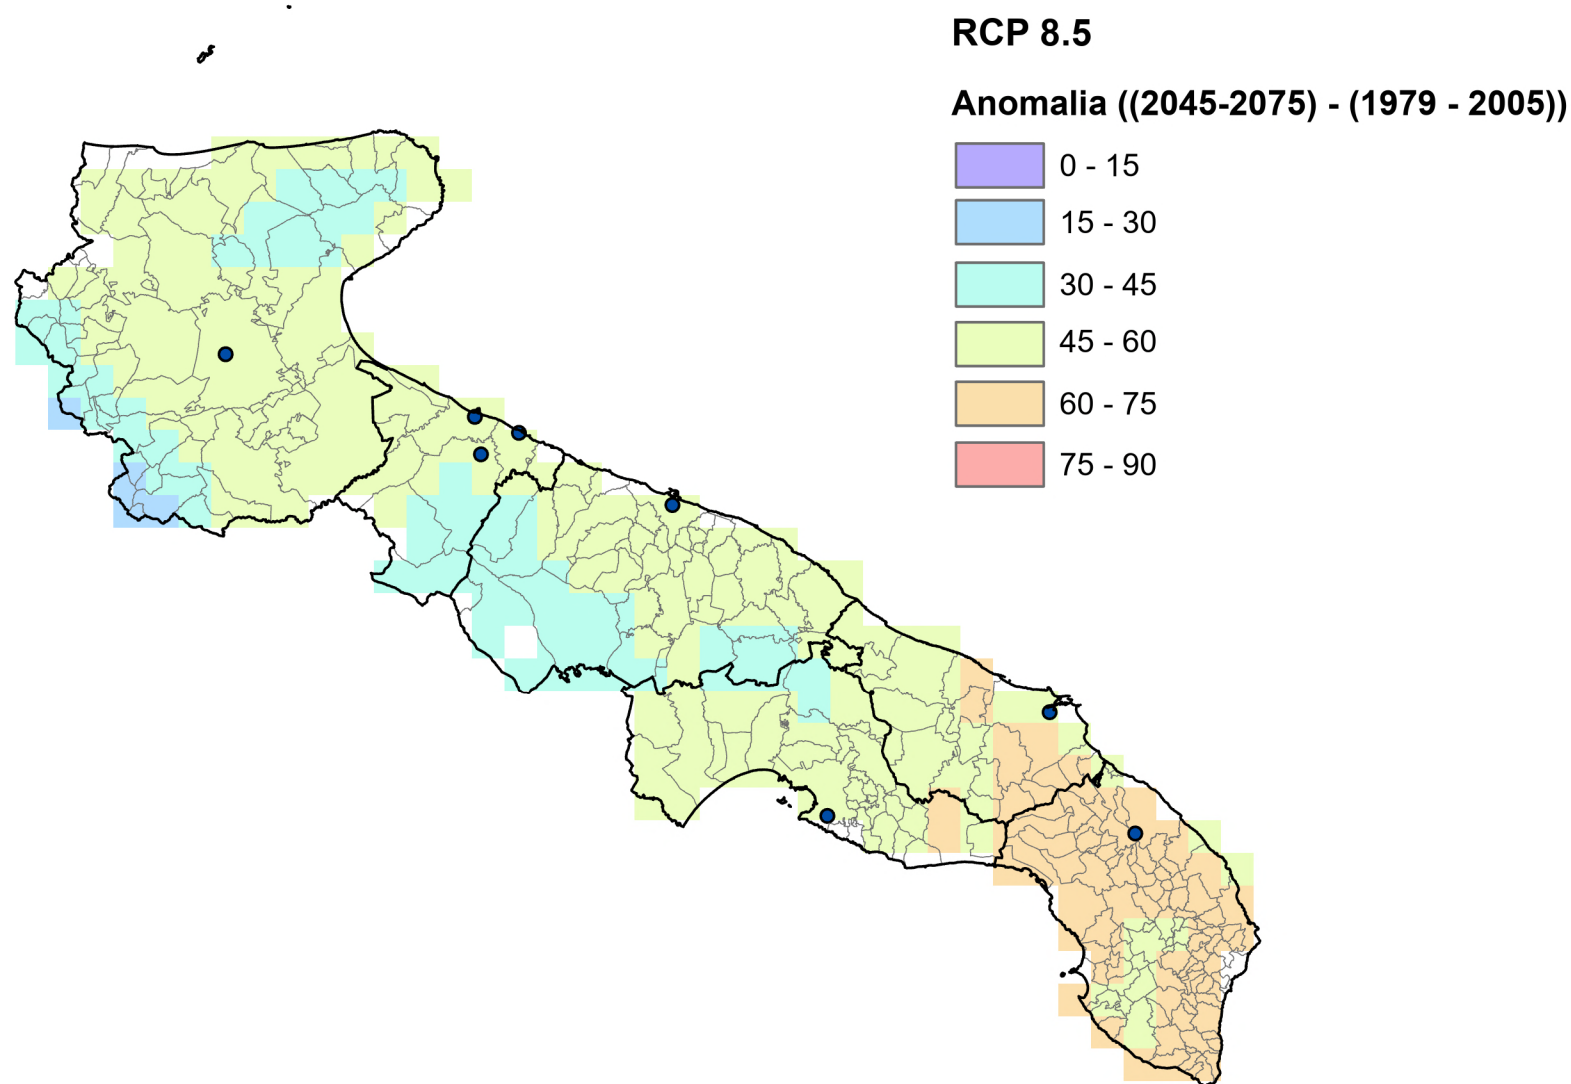 RCP 8.5
Anomalia ((2045-2075) - (1979 - 2005))
0 - 15
15 - 30
30 - 45
45 - 60
60 - 75
75 - 90